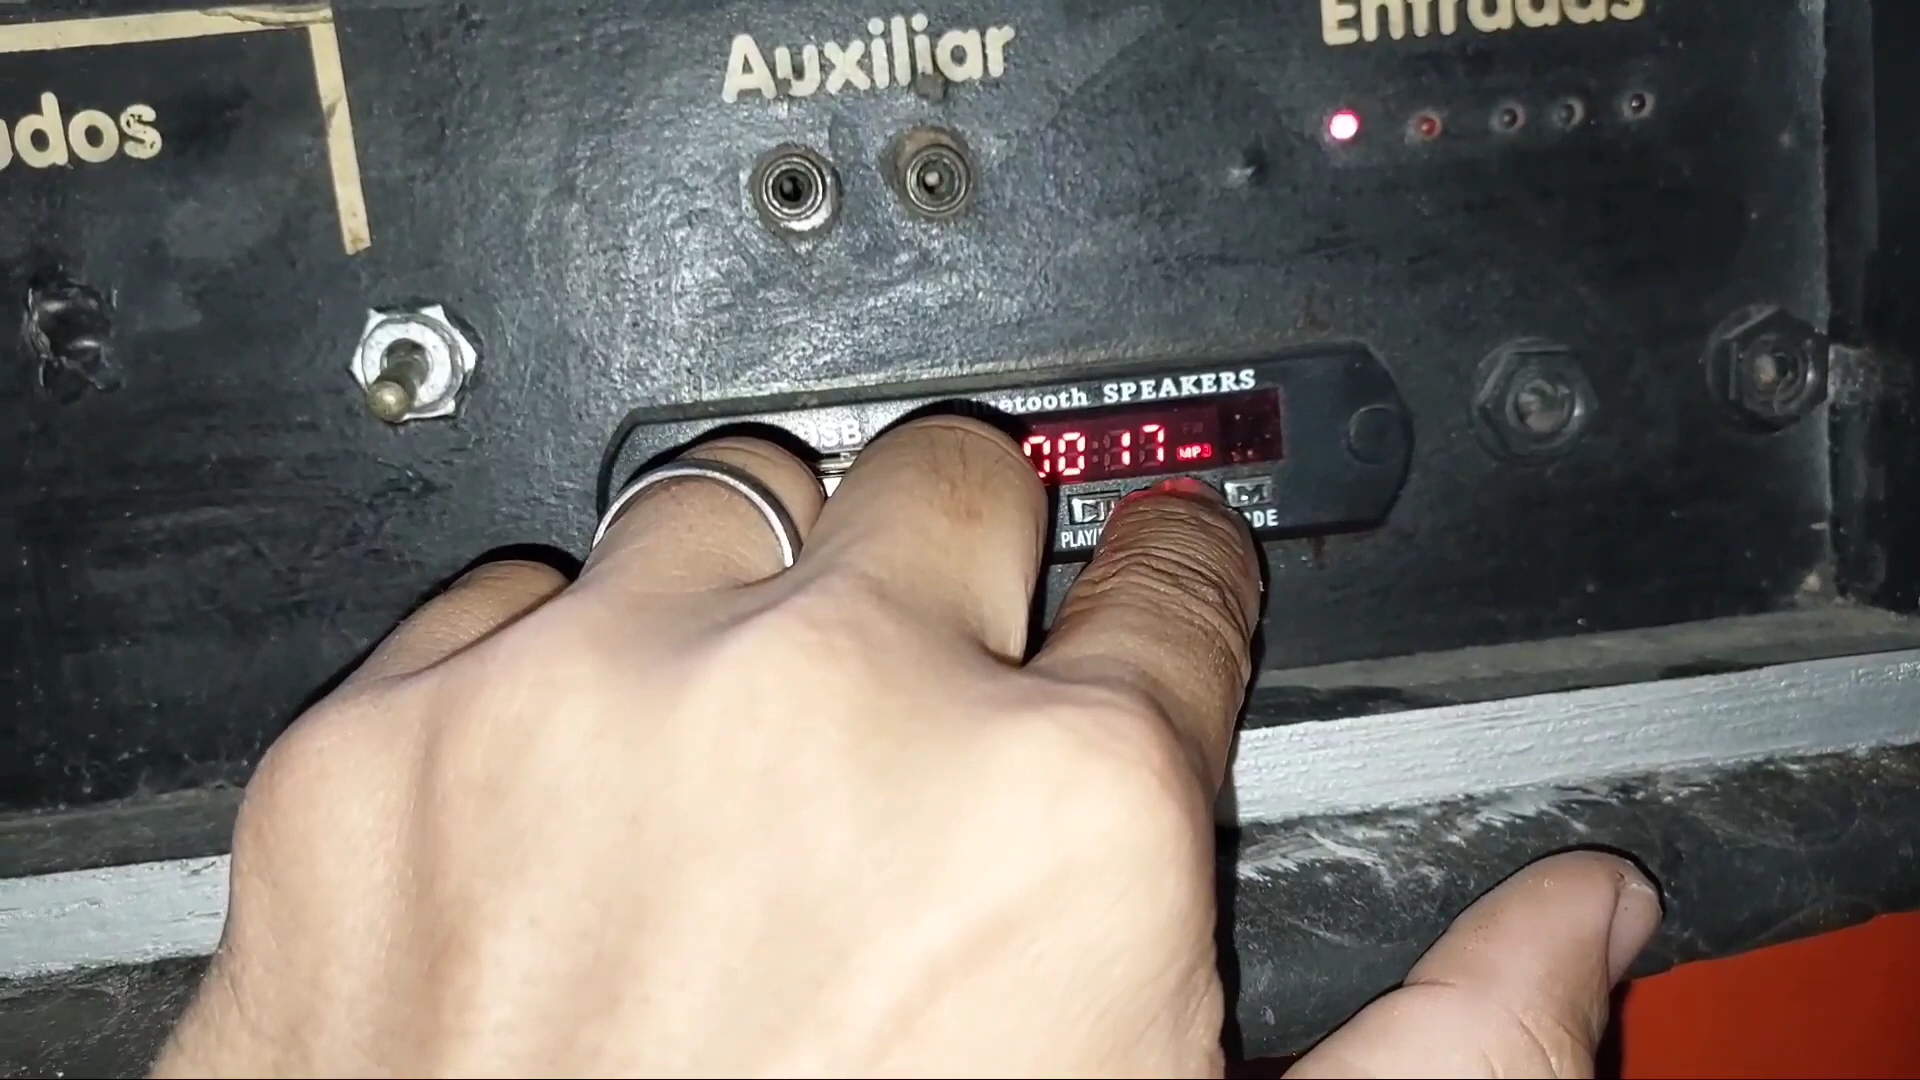 Entradas
Auxiliar
udos
etooth SPEAKERS
SB
00 17 MP3
PLAY
DE